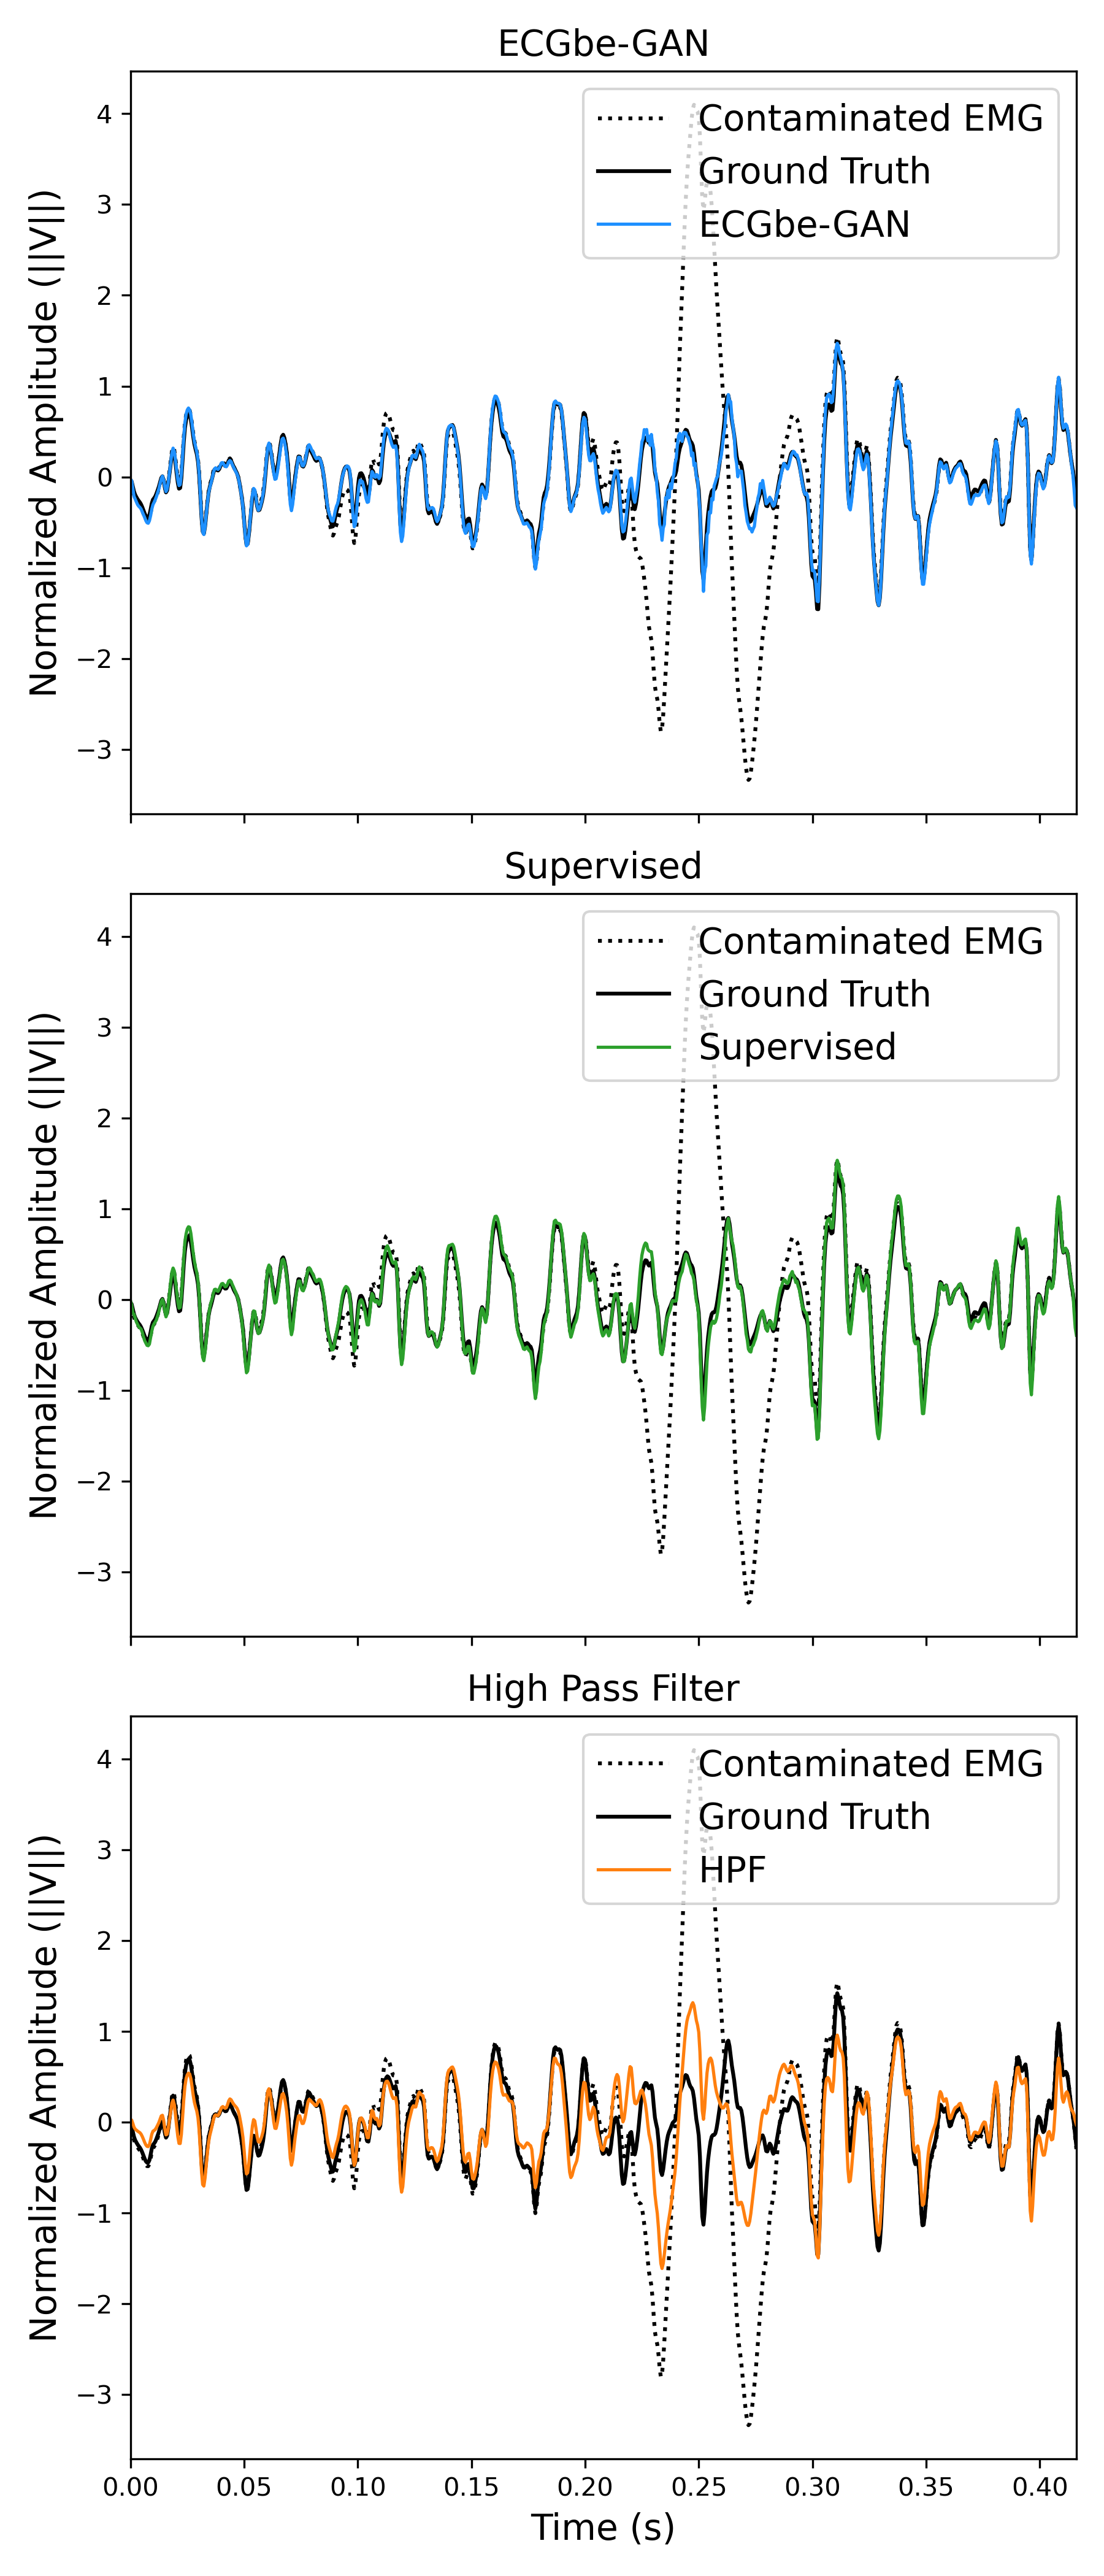 ECGbe-GAN
Normalized Amplitude (||V||)
4
3
2
1
0
−1
−2
−3
Contaminated EMG
Ground Truth
ECGbe-GAN
Supervised
Normalized Amplitude (||V||)
4
3
2
1
0
−1
−2
−3
Contaminated EMG
Ground Truth
Supervised
High Pass Filter
Normalized Amplitude (||V||)
4
3
2
1
0
−1
−2
−3
Contaminated EMG
Ground Truth
HPF
0.00 0.05 0.10 0.15 0.20 0.25 0.30 0.35 0.40
Time (s)